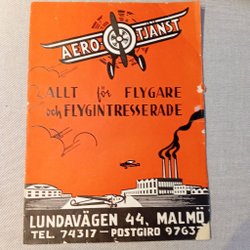 AERO TJÄNST
ALLT för FLYGARE
och FLYGINTRESSERADE
LUNDAVÄGEN 44, MALMÖ
TEL. 74317 — POSTGIRO 97637